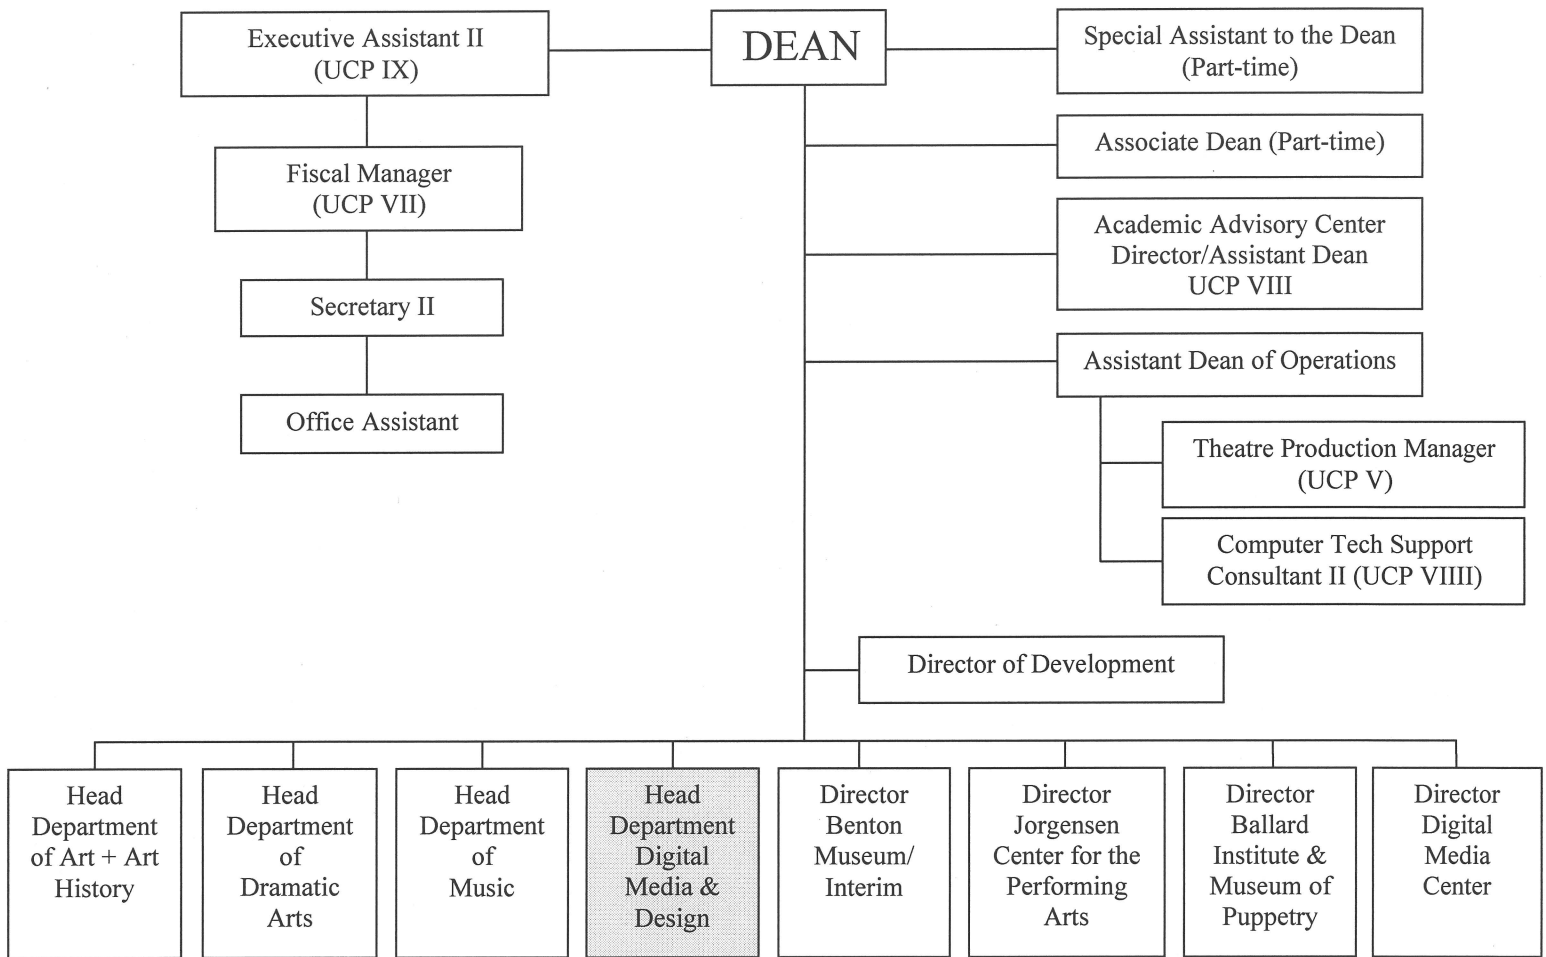 Executive Assistant II
(UCP IX)
DEAN
Special Assistant to the Dean
(Part-time)
Associate Dean (Part-time)
Fiscal Manager
(UCP VII)
Academic Advisory Center
Director/Assistant Dean
UCP VIII
Secretary II
Assistant Dean of Operations
Office Assistant
Theatre Production Manager
(UCP V)
Computer Tech Support
Consultant II (UCP VIIII)
Director of Development
Head
Department
of Art + Art
History
Head
Department
of
Dramatic
Arts
Head
Department
of
Music
Head
Department
Digital
Media &
Design
Director
Benton
Museum/
Interim
Director
Jorgensen
Center for the
Performing
Arts
Director
Ballard
Institute &
Museum of
Puppetry
Director
Digital
Media
Center